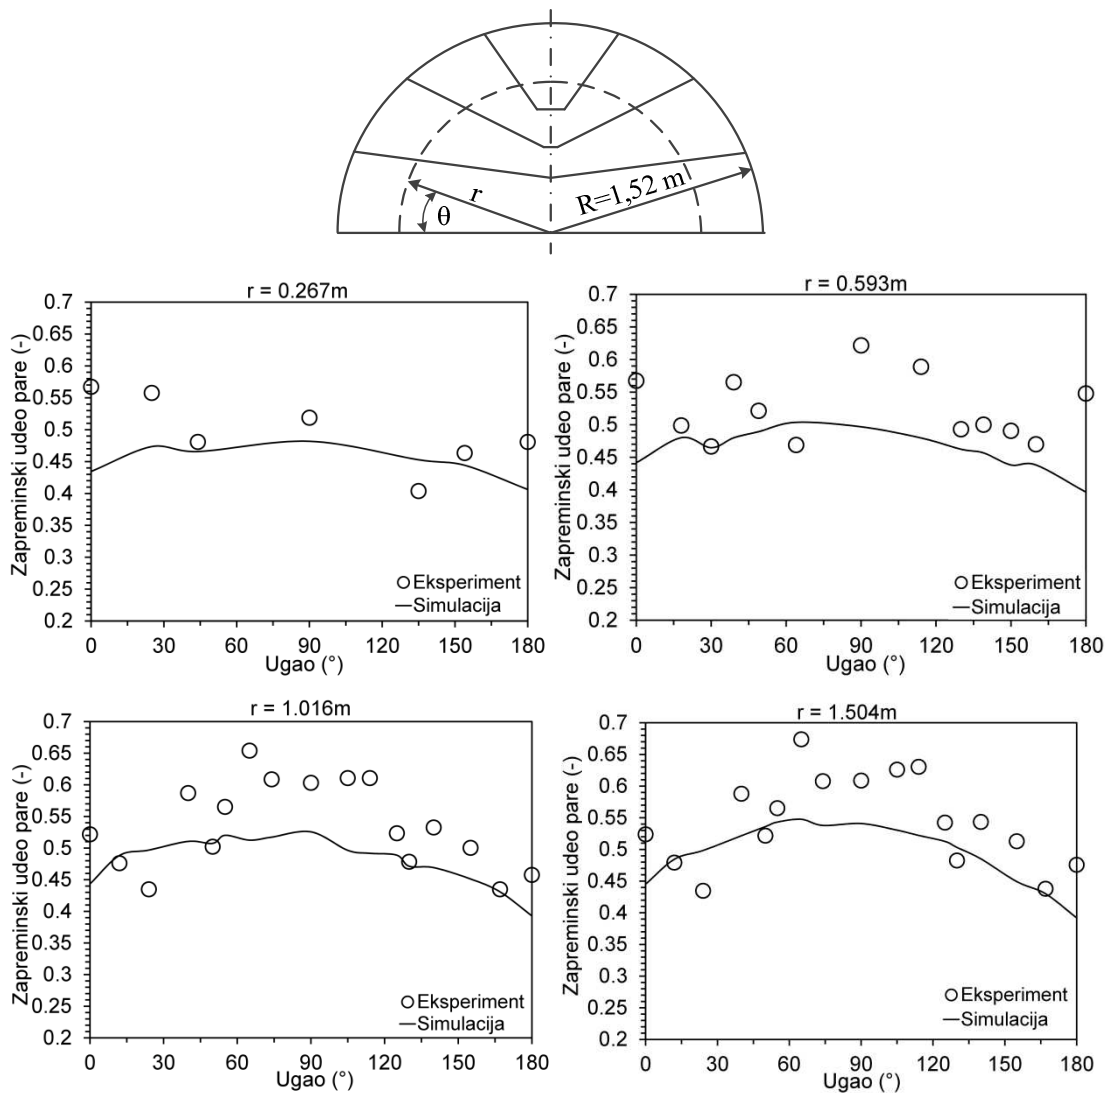 r
θ
R=1,52 m
r = 0.267m
Zapreminski udeo pare (-)
0.7
0.65
0.6
0.55
0.5
0.45
0.4
0.35
0.3
0.25
0.2
Eksperiment
Simulacija
0 30 60 90 120 150 180
Ugao (°)
r = 0.593m
Zapreminski udeo pare (-)
0.7
0.65
0.6
0.55
0.5
0.45
0.4
0.35
0.3
0.25
0.2
Eksperiment
Simulacija
0 30 60 90 120 150 180
Ugao (°)
r = 1.016m
Zapreminski udeo pare (-)
0.7
0.65
0.6
0.55
0.5
0.45
0.4
0.35
0.3
0.25
0.2
Eksperiment
Simulacija
0 30 60 90 120 150 180
Ugao (°)
r = 1.504m
Zapreminski udeo pare (-)
0.7
0.65
0.6
0.55
0.5
0.45
0.4
0.35
0.3
0.25
0.2
Eksperiment
Simulacija
0 30 60 90 120 150 180
Ugao (°)